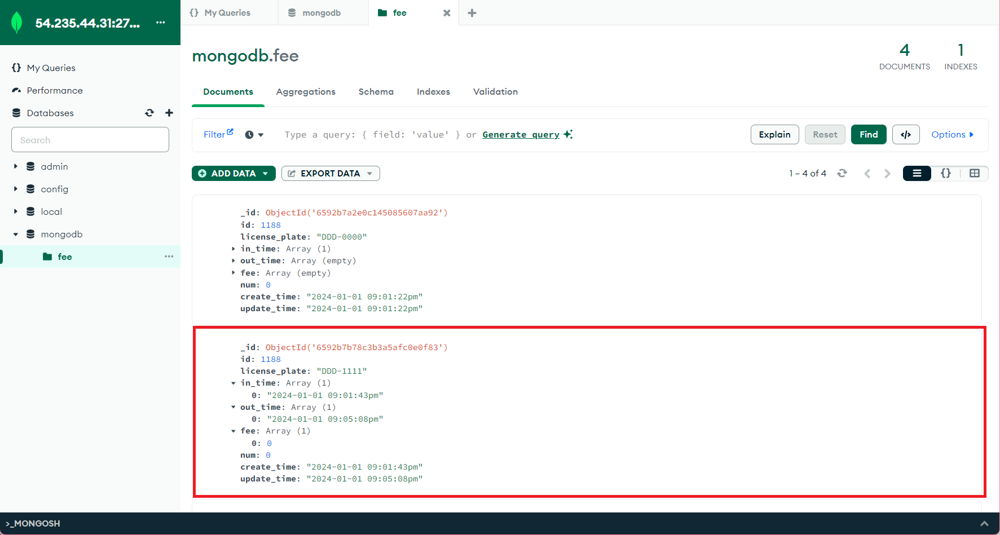 54.235.44.31:27...
My Queries
mongodb
fee
mongodb.fee
4
DOCUMENTS
1
INDEXES
{} My Queries
Performance
Databases
Search
admin
config
local
mongodb
fee
Documents
Aggregations
Schema
Indexes
Validation
Filter
Type a query: { field: 'value' } or Generate query
Explain
Reset
Find
</>
Options
ADD DATA
EXPORT DATA
1 – 4 of 4
{}
_id: ObjectId('6592b7a2e0c145085607aa92')
id: 1188
license_plate: "DDD-0000"
in_time: Array (1)
out_time: Array (empty)
fee: Array (empty)
num: 0
create_time: "2024-01-01 09:01:22pm"
update_time: "2024-01-01 09:01:22pm"
_id: ObjectId('6592b7b78c3b3a5afc0e0f83')
id: 1188
license_plate: "DDD-1111"
in_time: Array (1)
0: "2024-01-01 09:01:43pm"
out_time: Array (1)
0: "2024-01-01 09:05:08pm"
fee: Array (1)
0: 0
num: 0
create_time: "2024-01-01 09:01:43pm"
update_time: "2024-01-01 09:05:08pm"
>_MONGOSH